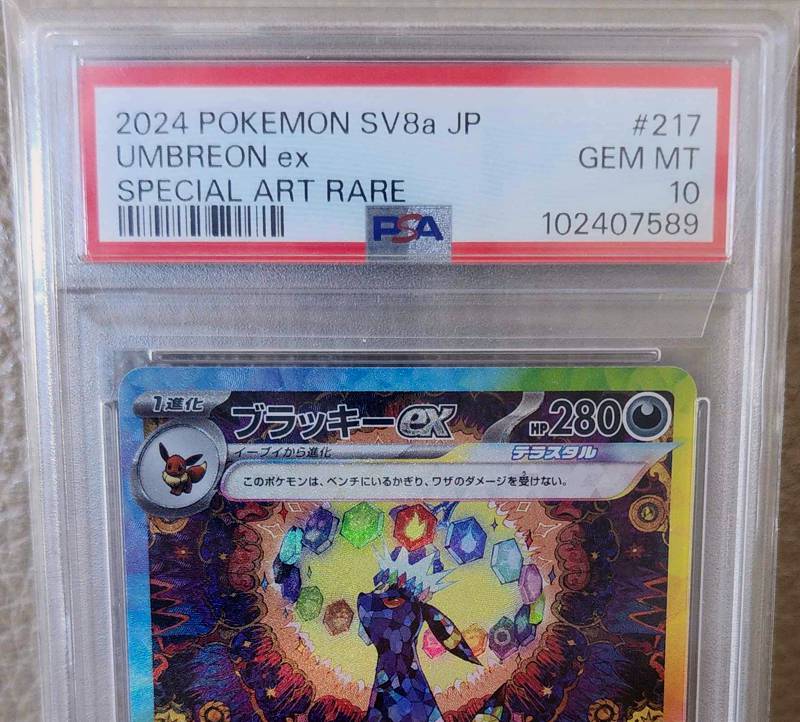 2024 POKEMON SV8a JP #217
UMBREON ex GEM MT
SPECIAL ART RARE 10
PSA 102407589
1進化 ブラッキーex HP280
イーブイから進化 テラスタル
このポケモンは、ベンチにいるかぎり、ワザのダメージを受けない。